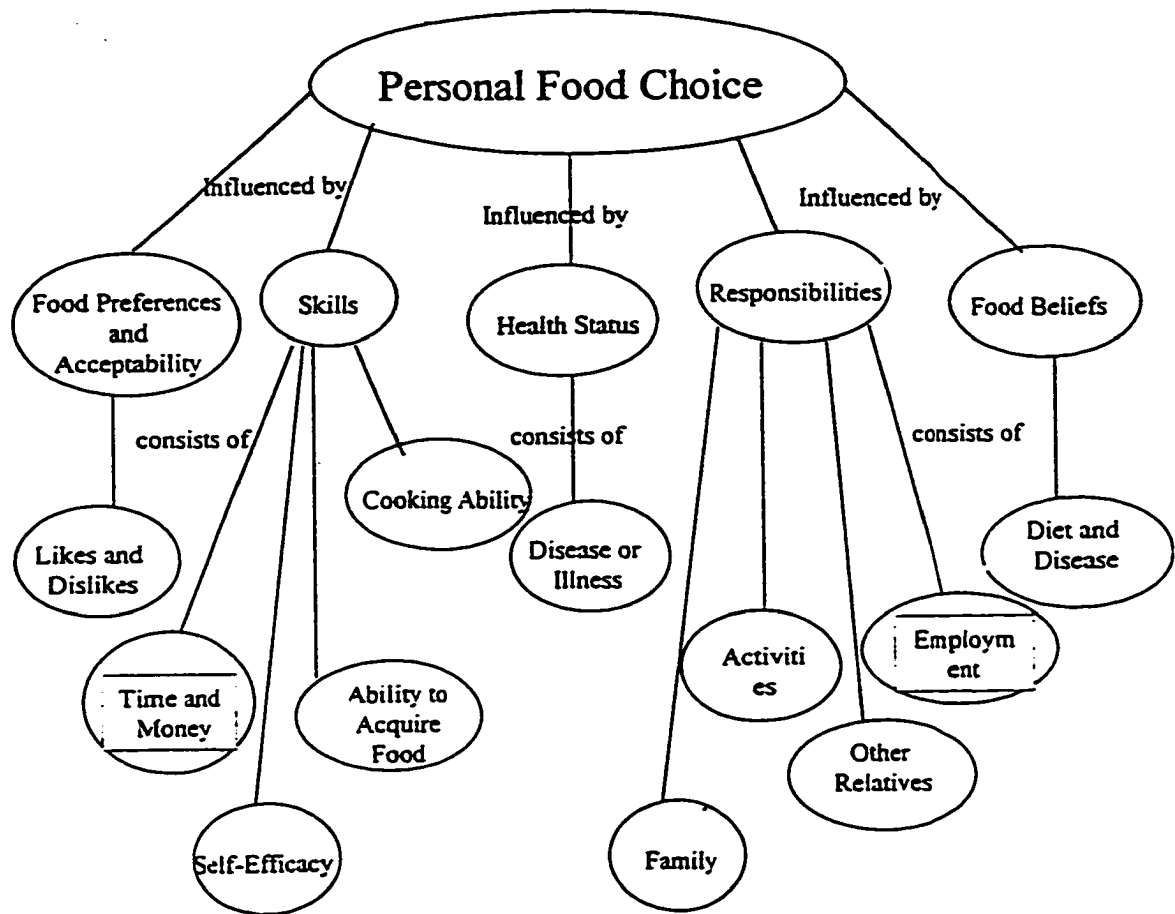 Personal Food Choice
Influenced by
Influenced by
Influenced by
Food Preferences
and
Acceptability
Skills
Health Status
Responsibilities
Food Beliefs
consists of
consists of
consists of
Cooking Ability
Likes and
Dislikes
Disease or
Illness
Diet and
Disease
Time and
Money
Ability to
Acquire
Food
Activiti
es
Employm
ent
Other
Relatives
Self-Efficacy
Family